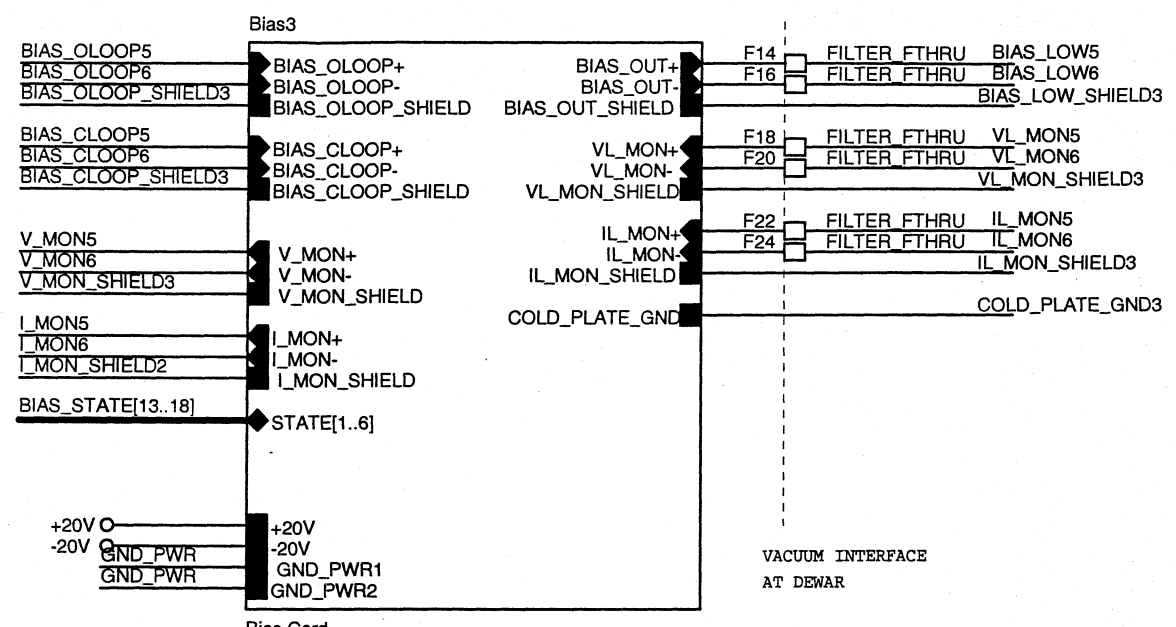 Bias3
BIAS_OLOOP5
BIAS_OLOOP6
BIAS_OLOOP_SHIELD3
BIAS_CLOOP5
BIAS_CLOOP6
BIAS_CLOOP_SHIELD3
V_MON5
V_MON6
V_MON_SHIELD3
I_MON5
I_MON6
I_MON_SHIELD2
BIAS_STATE[13..18]
+20V
-20V
GND_PWR
GND_PWR
BIAS_OLOOP+
BIAS_OLOOP-
BIAS_OLOOP_SHIELD
BIAS_CLOOP+
BIAS_CLOOP-
BIAS_CLOOP_SHIELD
V_MON+
V_MON-
V_MON_SHIELD
I_MON+
I_MON-
I_MON_SHIELD
STATE[1..6]
+20V
-20V
GND_PWR1
GND_PWR2
BIAS_OUT+
BIAS_OUT-
BIAS_OUT_SHIELD
VL_MON+
VL_MON-
VL_MON_SHIELD
IL_MON+
IL_MON-
IL_MON_SHIELD
COLD_PLATE_GND
F14 FILTER_FTHRU BIAS_LOW5
F16 FILTER_FTHRU BIAS_LOW6
BIAS_LOW_SHIELD3
F18 FILTER_FTHRU VL_MON5
F20 FILTER_FTHRU VL_MON6
VL_MON_SHIELD3
F22 FILTER_FTHRU IL_MON5
F24 FILTER_FTHRU IL_MON6
IL_MON_SHIELD3
COLD_PLATE_GND3
VACUUM INTERFACE
AT DEWAR
Bias Card